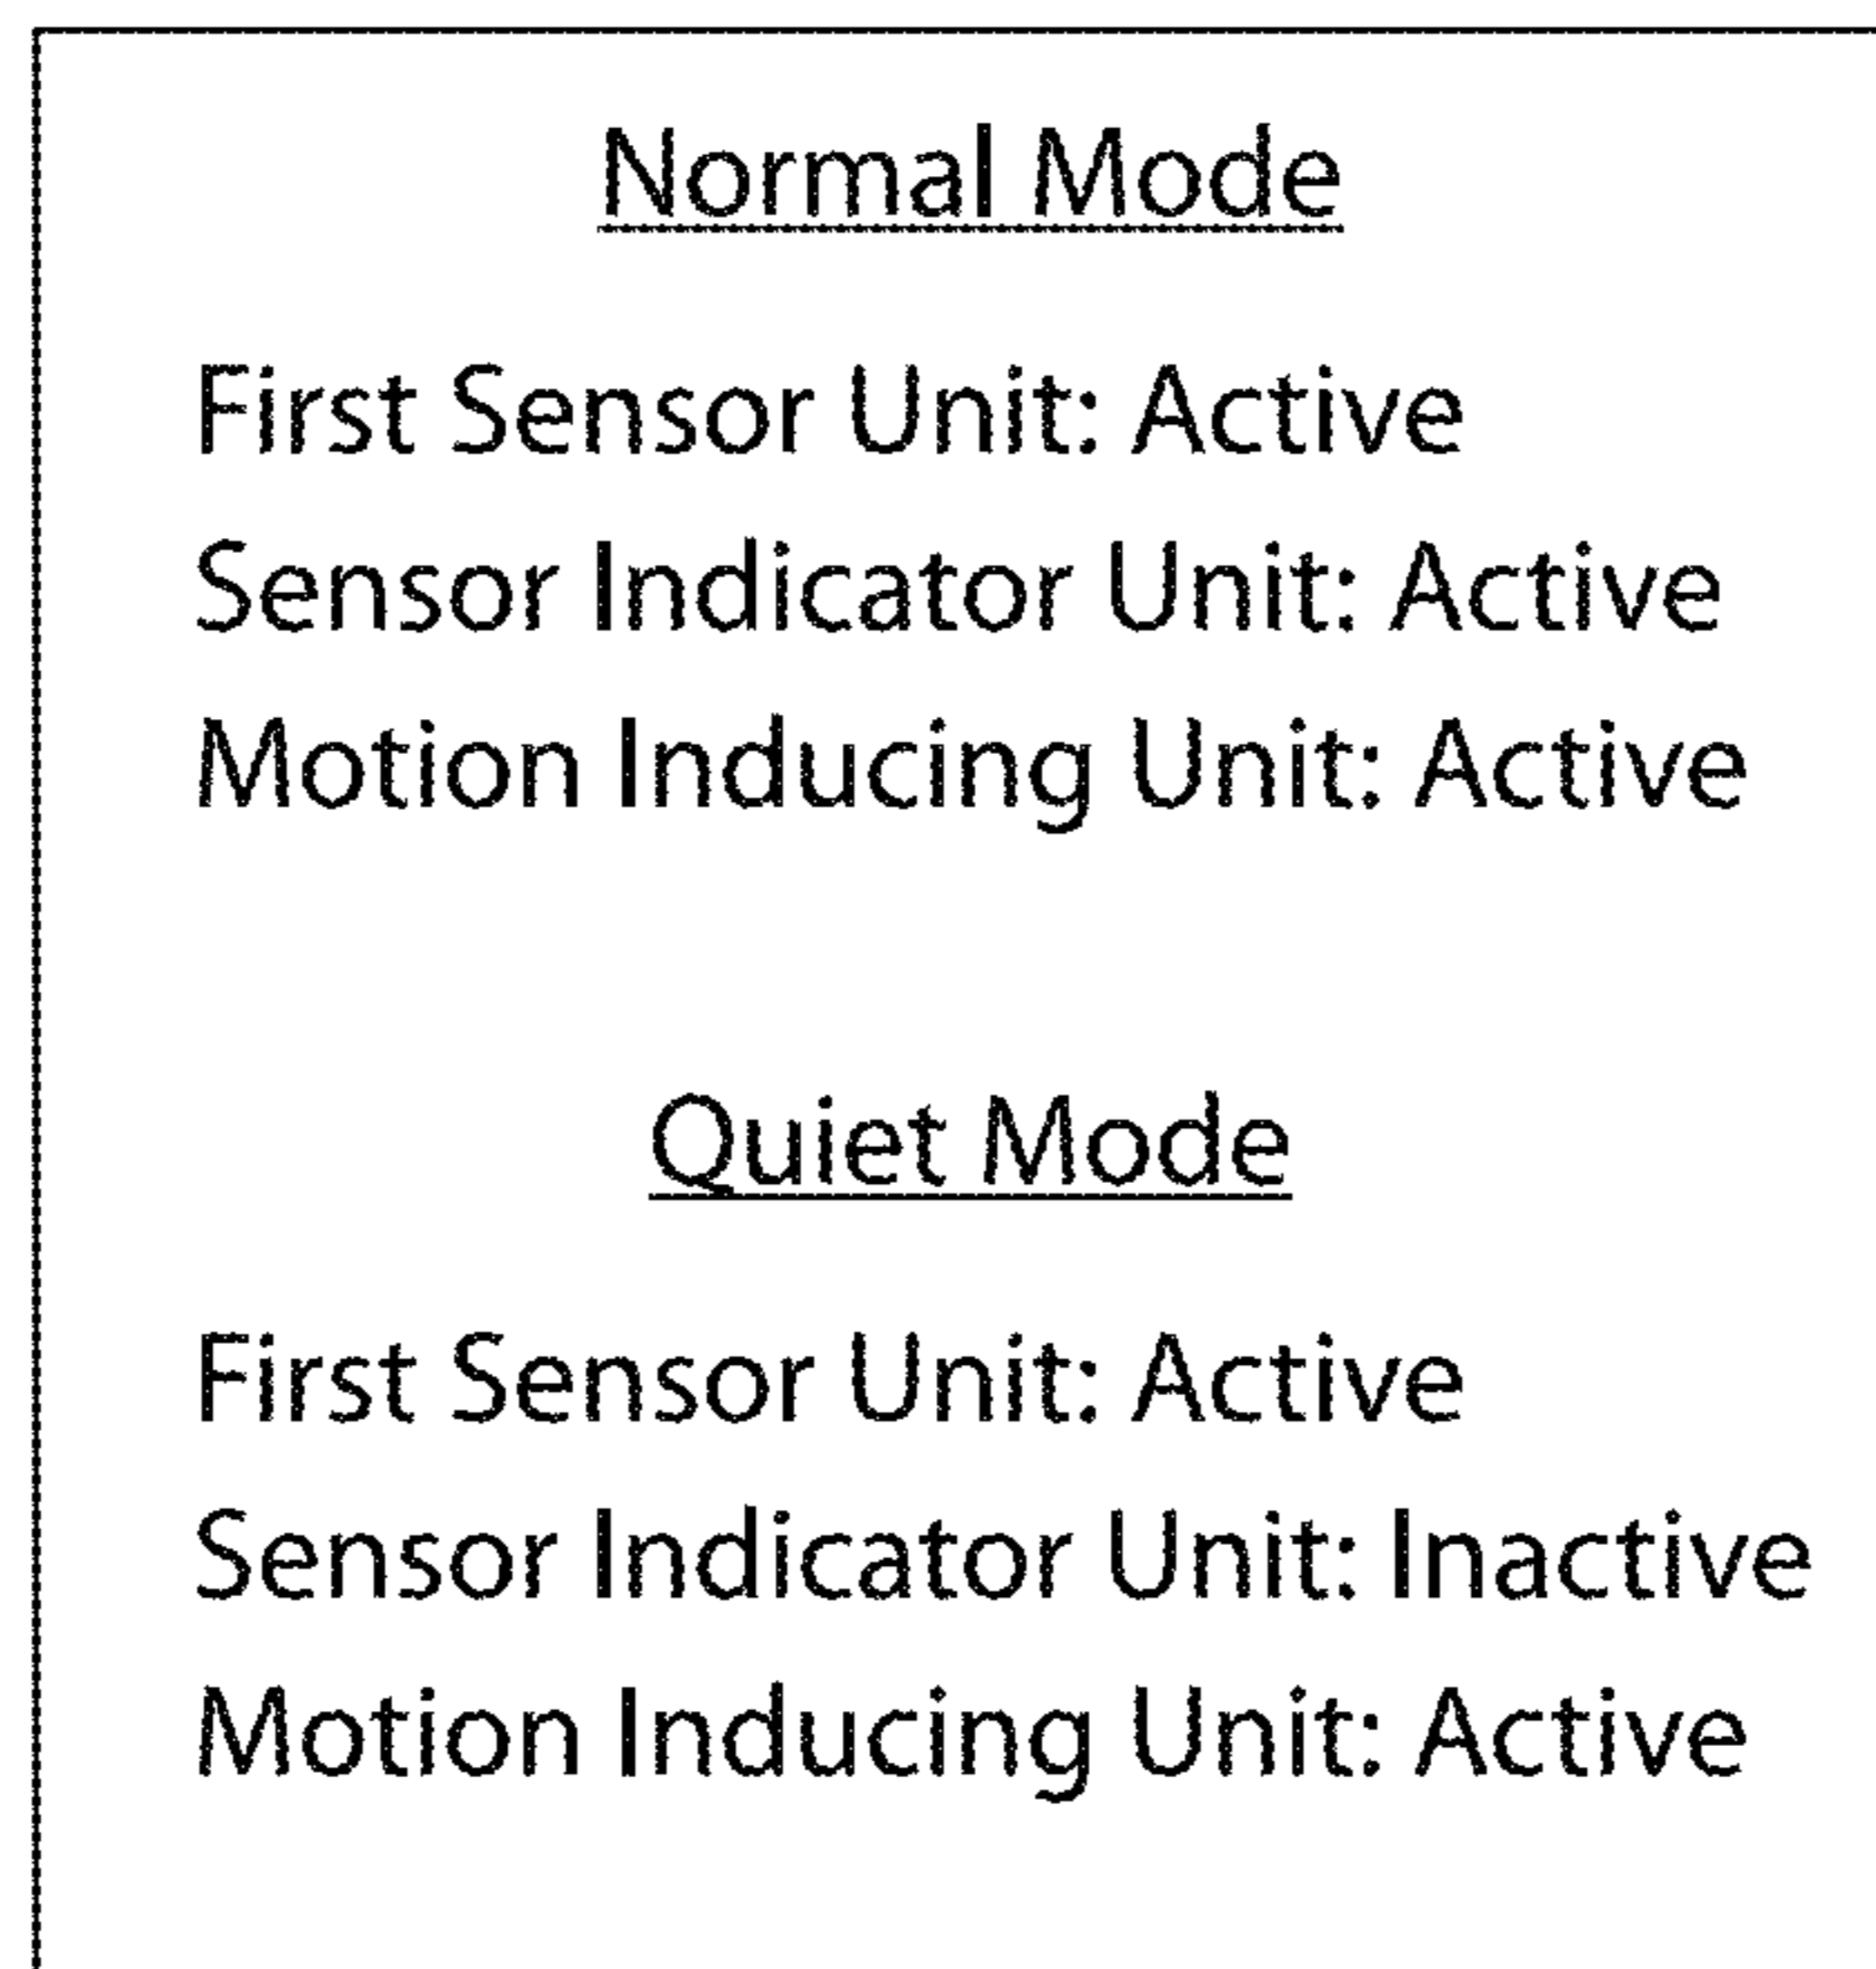 Normal Mode
First Sensor Unit: Active
Sensor Indicator Unit: Active
Motion Inducing Unit: Active
Quiet Mode
First Sensor Unit: Active
Sensor Indicator Unit: Inactive
Motion Inducing Unit: Active